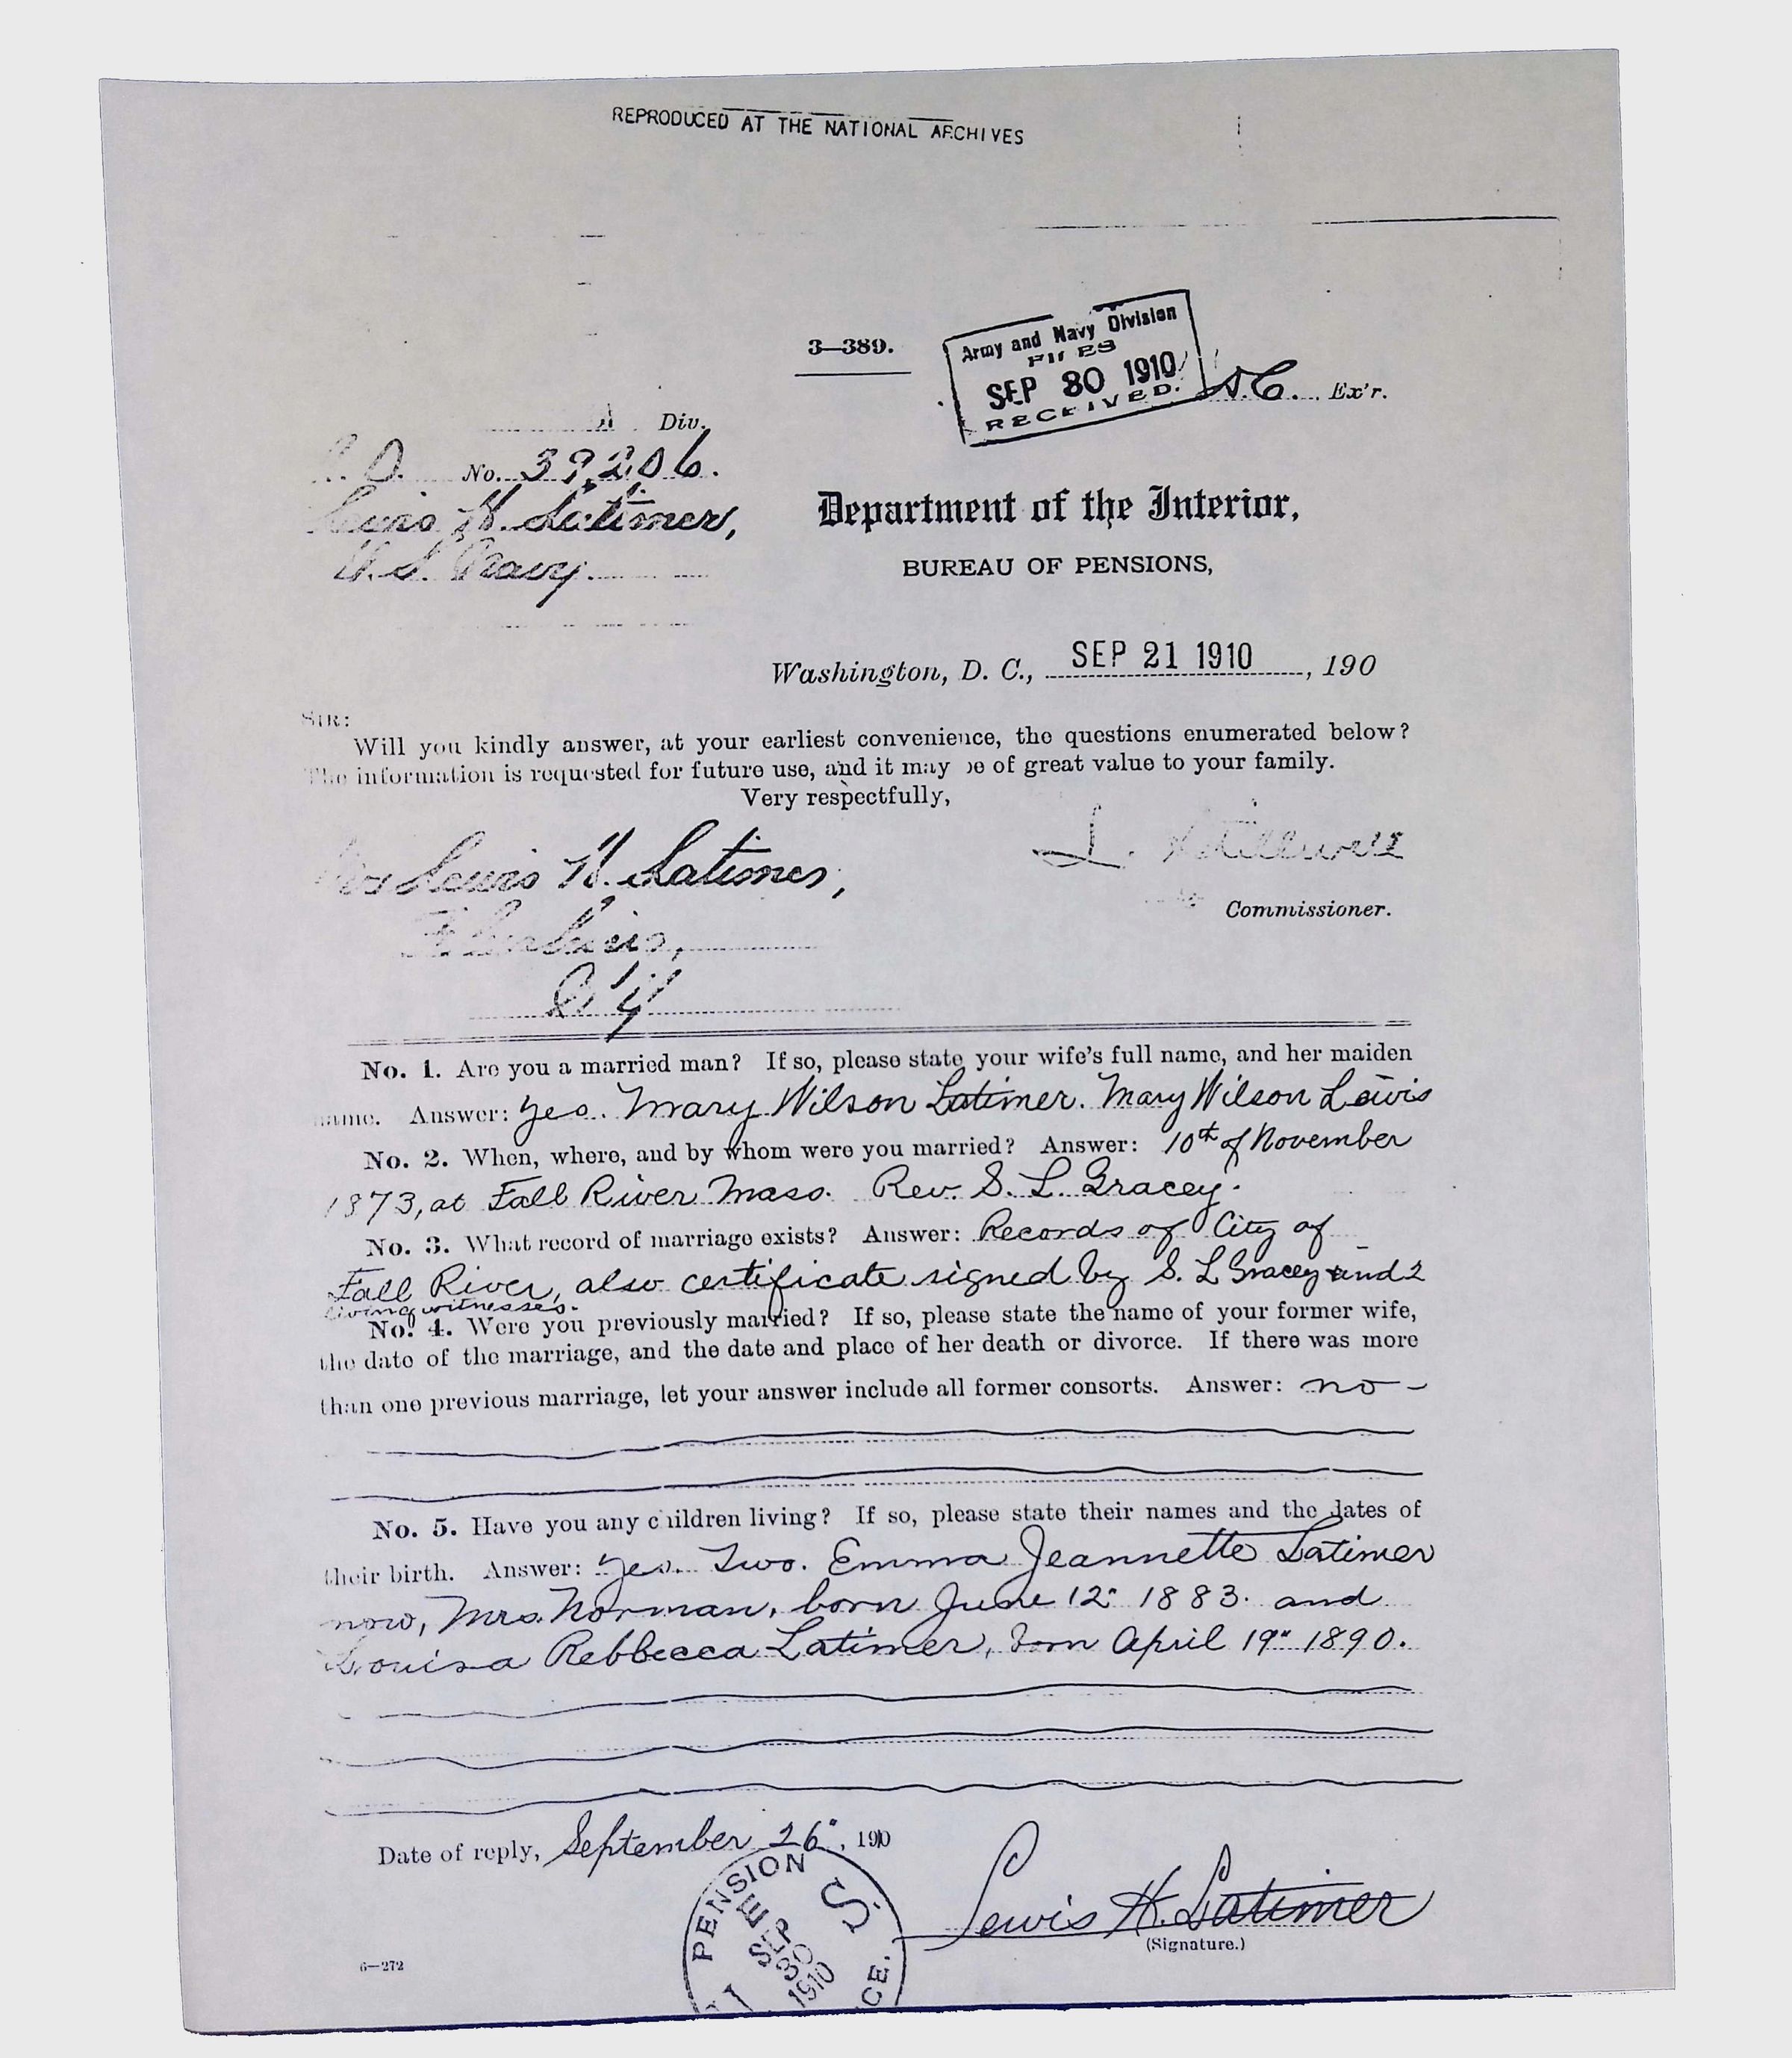 REPRODUCED AT THE NATIONAL ARCHIVES
3—389.
Army and Navy Division
FILES
SEP 30 1910
RECEIVED.
Ex'r.
Div.
O. No. 39,206.
Lewis H. Latimer,
U.S. Navy.
Department of the Interior,
BUREAU OF PENSIONS,
Washington, D. C., SEP 21 1910, 190
SIR:
Will you kindly answer, at your earliest convenience, the questions enumerated below?
The information is requested for future use, and it may be of great value to your family.
Very respectfully,
Lewis H. Latimer,
Commissioner.
No. 1. Are you a married man? If so, please state your wife's full name, and her maiden
name. Answer: Yes. Mary Wilson Latimer. Mary Wilson Lewis
No. 2. When, where, and by whom were you married? Answer: 10th of November
1873, at Fall River Mass. Rev. S. L. Gracey.
No. 3. What record of marriage exists? Answer: Records of City of
Fall River, also certificate signed by S. L Gracey and 2
living witnesses.
No. 4. Were you previously married? If so, please state the name of your former wife,
the date of the marriage, and the date and place of her death or divorce. If there was more
than one previous marriage, let your answer include all former consorts. Answer: no -
No. 5. Have you any children living? If so, please state their names and the dates of
their birth. Answer: Yes. Two. Emma Jeannette Latimer
now, Mrs. Norman, born June 12" 1883. and
Louisa Rebbecca Latimer, born April 19" 1890.
Date of reply, September 26", 1910
Lewis H. Latimer
(Signature.)
6—272
PENSION
SEP
30
1910